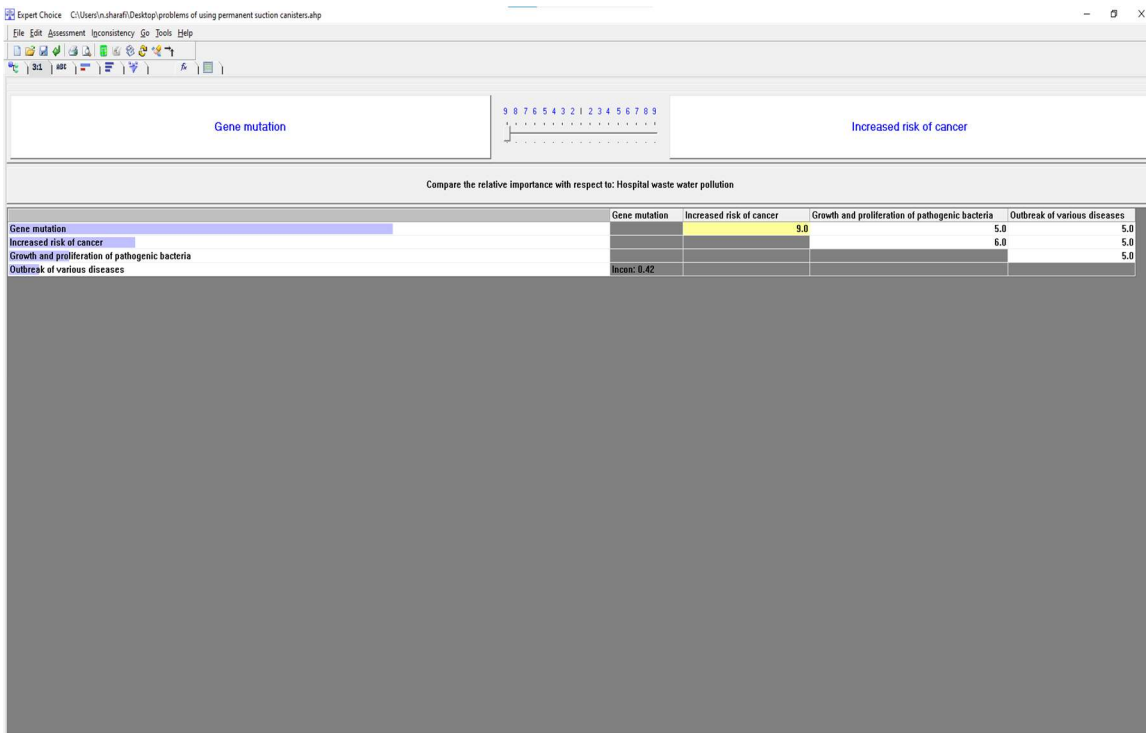 Expert Choice C:\Users\n.sharafi\Desktop\problems of using permanent suction canisters.ahp
File Edit Assessment Inconsistency Go Tools Help
3:1 ABC
Gene mutation 9 8 7 6 5 4 3 2 1 2 3 4 5 6 7 8 9 Increased risk of cancer
Compare the relative importance with respect to: Hospital waste water pollution
Gene mutation Increased risk of cancer Growth and proliferation of pathogenic bacteria Outbreak of various diseases
Gene mutation 9.0 5.0 5.0
Increased risk of cancer 6.0 5.0
Growth and proliferation of pathogenic bacteria 5.0
Outbreak of various diseases Incon: 0.42